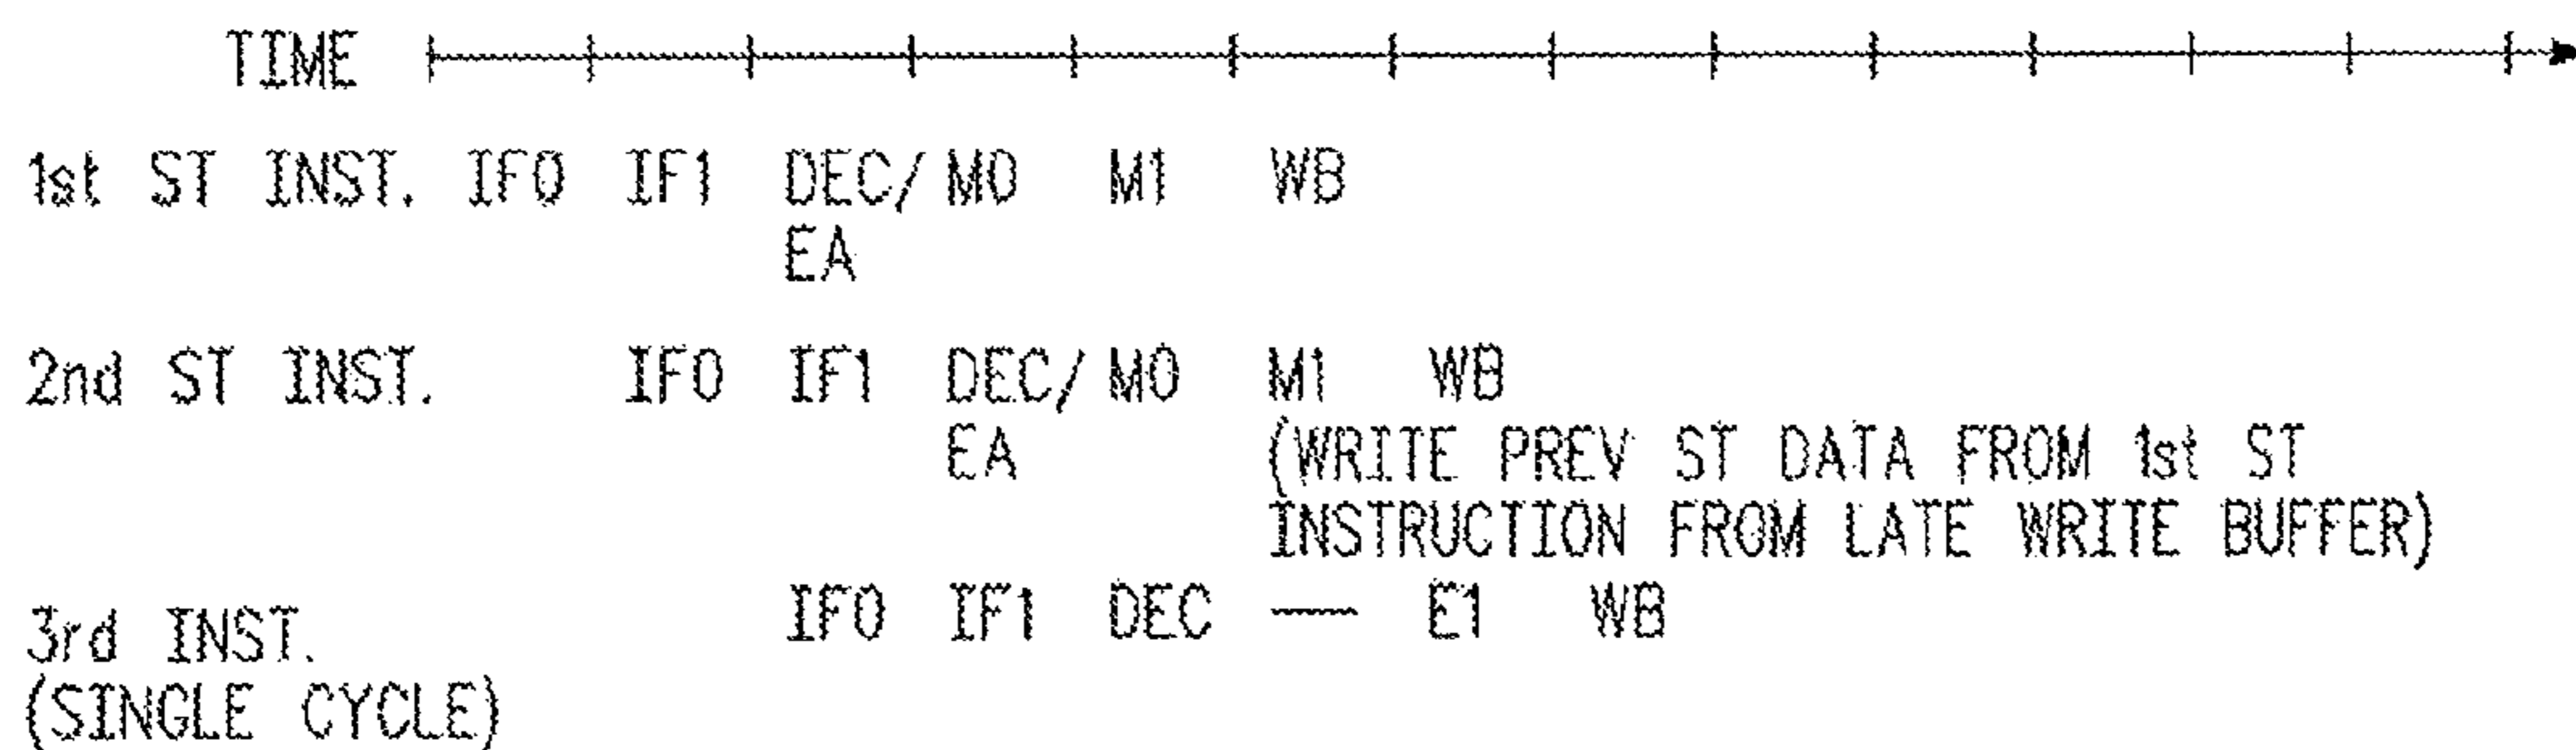 TIME
1st ST INST. IF0 IF1 DEC/ M0 M1 WB
EA
2nd ST INST. IF0 IF1 DEC/ M0 M1 WB
EA (WRITE PREV ST DATA FROM 1st ST
INSTRUCTION FROM LATE WRITE BUFFER)
3rd INST. IF0 IF1 DEC — E1 WB
(SINGLE CYCLE)